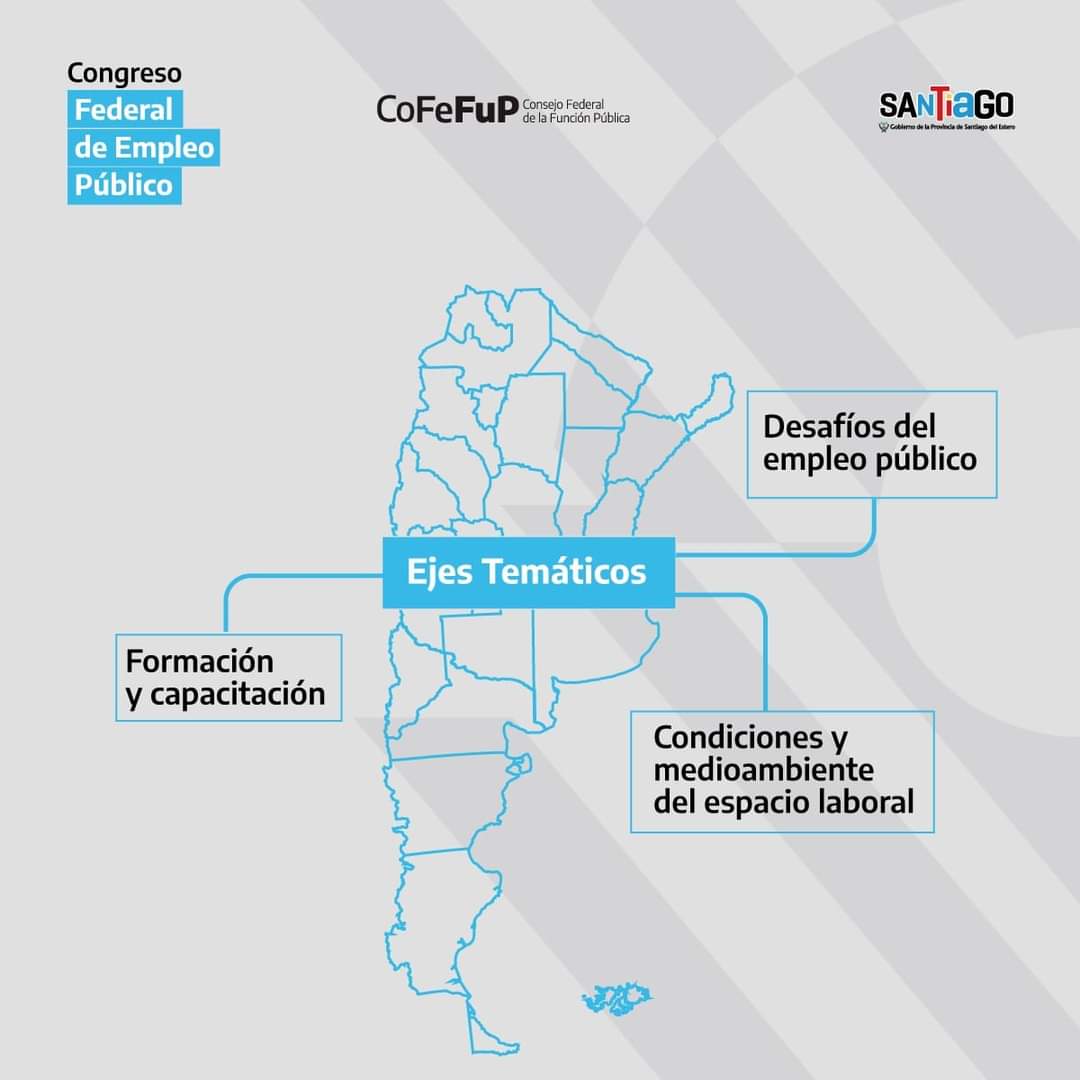 Congreso
Federal
de Empleo
Público
CoFeFuP
Consejo Federal
de la Función Pública
SANTiaGO
Gobierno de la Provincia de Santiago del Estero
Desafíos del
empleo público
Ejes Temáticos
Formación
y capacitación
Condiciones y
medioambiente
del espacio laboral